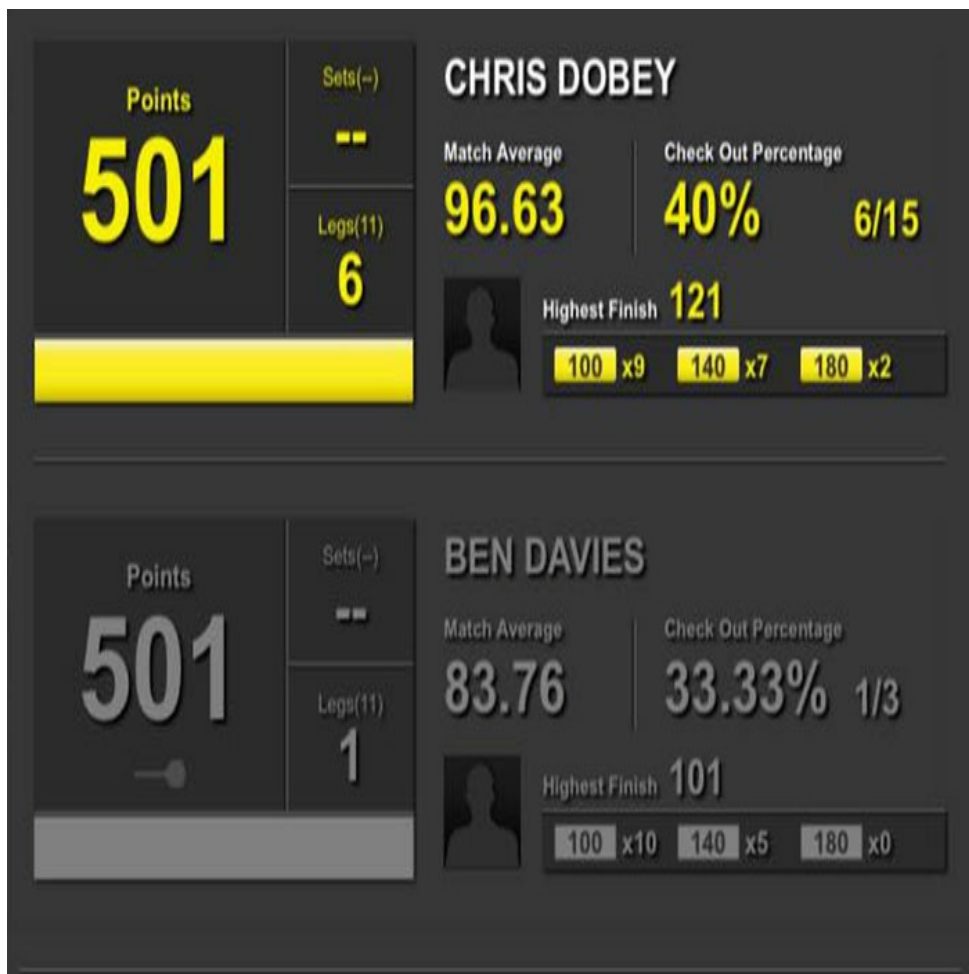 CHRIS DOBEY
Points
501
Sets(--)
--
Legs(11)
6
Match Average
96.63
Check Out Percentage
40% 6/15
Highest Finish 121
100 x9 140 x7 180 x2
BEN DAVIES
Points
501
Sets(--)
--
Legs(11)
1
Match Average
83.76
Check Out Percentage
33.33% 1/3
Highest Finish 101
100 x10 140 x5 180 x0